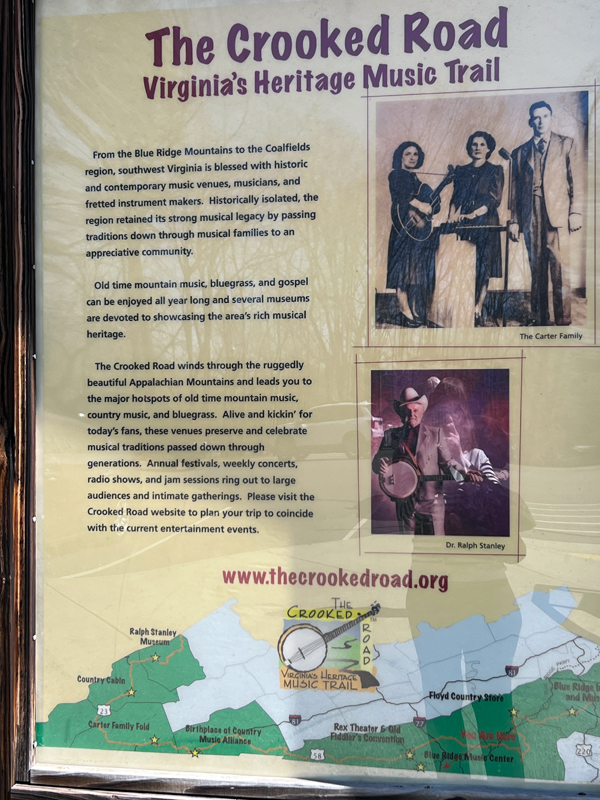 The Crooked Road
Virginia's Heritage Music Trail
From the Blue Ridge Mountains to the Coalfields
region, southwest Virginia is blessed with historic
and contemporary music venues, musicians, and
fretted instrument makers. Historically isolated, the
region retained its strong musical legacy by passing
traditions down through musical families to an
appreciative community.
Old time mountain music, bluegrass, and gospel
can be enjoyed all year long and several museums
are devoted to showcasing the area's rich musical
heritage.
The Crooked Road winds through the ruggedly
beautiful Appalachian Mountains and leads you to
the major hotspots of old time mountain music,
country music, and bluegrass. Alive and kickin' for
today's fans, these venues preserve and celebrate
musical traditions passed down through
generations. Annual festivals, weekly concerts,
radio shows, and jam sessions ring out to large
audiences and intimate gatherings. Please visit the
Crooked Road website to plan your trip to coincide
with the current entertainment events.
The Carter Family
Dr. Ralph Stanley
www.thecrookedroad.org
THE
CROOKED
ROAD
VIRGINIA'S HERITAGE
MUSIC TRAIL
Ralph Stanley
Museum
Country Cabin
23
Carter Family Fold
Birthplace of Country
Music Alliance
81
58
Rex Theater & Old
Fiddler's Convention
77
Floyd Country Store
81
Blue Ridge
and Mus
You Are Here
Blue Ridge Music Center
220